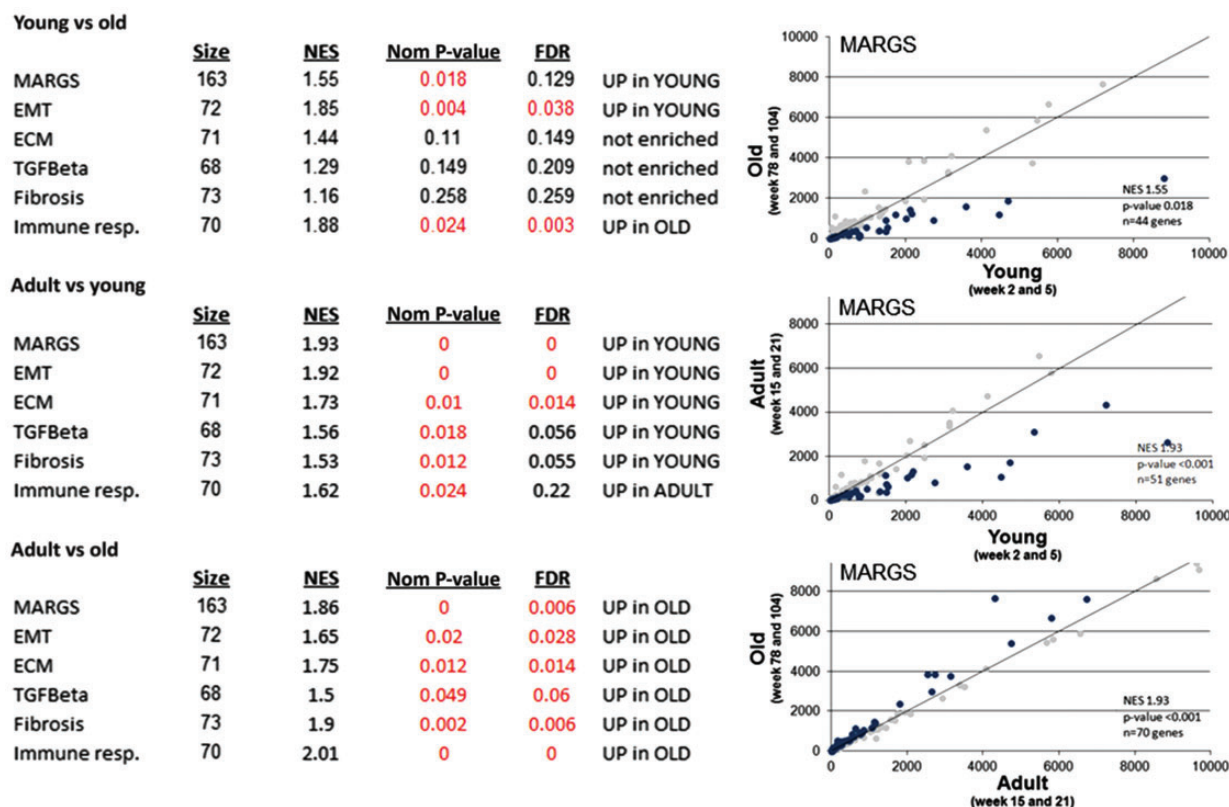 Young vs old
Size NES Nom P-value FDR
MARGS 163 1.55 0.018 0.129 UP in YOUNG
EMT 72 1.85 0.004 0.038 UP in YOUNG
ECM 71 1.44 0.11 0.149 not enriched
TGFBeta 68 1.29 0.149 0.209 not enriched
Fibrosis 73 1.16 0.258 0.259 not enriched
Immune resp. 70 1.88 0.024 0.003 UP in OLD
MARGS
10000
8000
6000
4000
2000
0
Old
(week 78 and 104)
NES 1.55
p-value 0.018
n=44 genes
0 2000 4000 6000 8000 10000
Young
(week 2 and 5)
Adult vs young
Size NES Nom P-value FDR
MARGS 163 1.93 0 0 UP in YOUNG
EMT 72 1.92 0 0 UP in YOUNG
ECM 71 1.73 0.01 0.014 UP in YOUNG
TGFBeta 68 1.56 0.018 0.056 UP in YOUNG
Fibrosis 73 1.53 0.012 0.055 UP in YOUNG
Immune resp. 70 1.62 0.024 0.22 UP in ADULT
MARGS
8000
6000
4000
2000
0
Adult
(week 15 and 21)
NES 1.93
p-value <0.001
n=51 genes
0 2000 4000 6000 8000 10000
Young
(week 2 and 5)
Adult vs old
Size NES Nom P-value FDR
MARGS 163 1.86 0 0.006 UP in OLD
EMT 72 1.65 0.02 0.028 UP in OLD
ECM 71 1.75 0.012 0.014 UP in OLD
TGFBeta 68 1.5 0.049 0.06 UP in OLD
Fibrosis 73 1.9 0.002 0.006 UP in OLD
Immune resp. 70 2.01 0 0 UP in OLD
MARGS
8000
6000
4000
2000
0
Old
(week 78 and 104)
NES 1.93
p-value <0.001
n=70 genes
0 2000 4000 6000 8000 10000
Adult
(week 15 and 21)